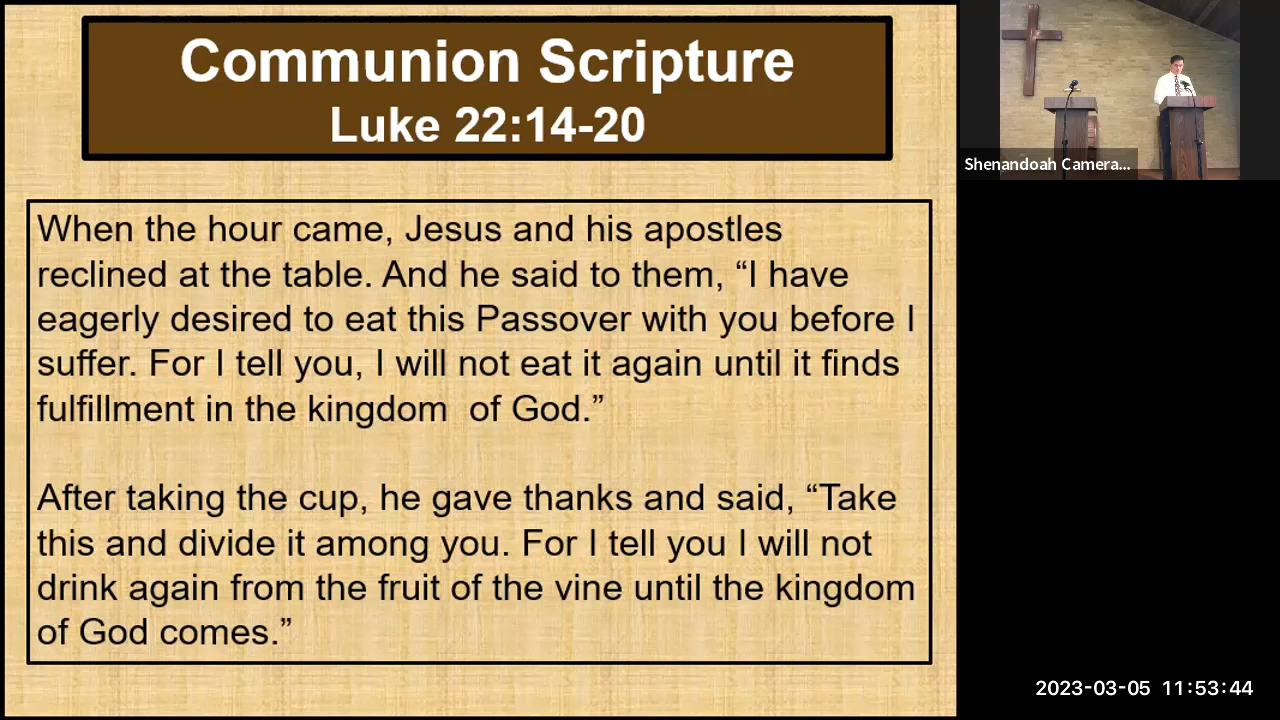 Communion Scripture
Luke 22:14-20
When the hour came, Jesus and his apostles
reclined at the table. And he said to them, “I have
eagerly desired to eat this Passover with you before I
suffer. For I tell you, I will not eat it again until it finds
fulfillment in the kingdom  of God.”
After taking the cup, he gave thanks and said, “Take
this and divide it among you. For I tell you I will not
drink again from the fruit of the vine until the kingdom
of God comes.”
Shenandoah Camera...
2023-03-05 11:53:44